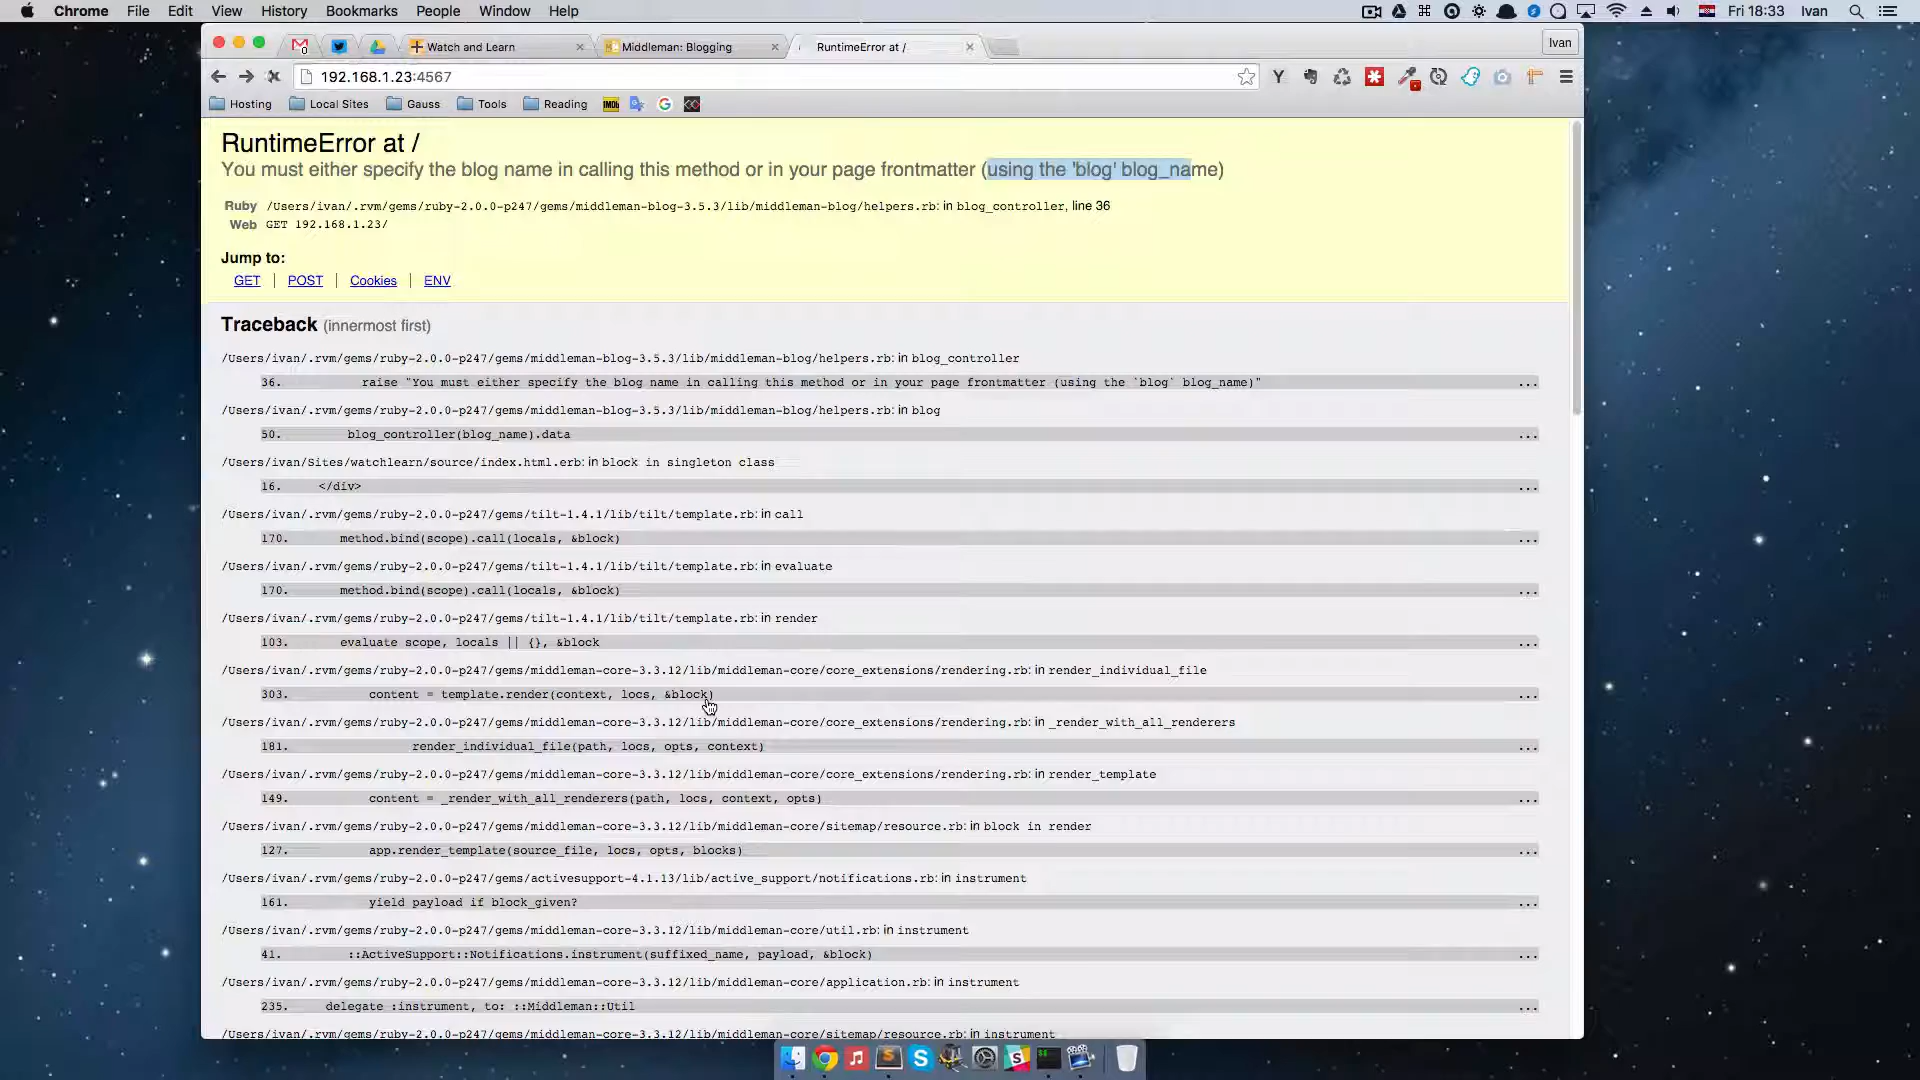 Chrome File Edit View History Bookmarks People Window Help Fri 18:33 Ivan
Watch and Learn Middleman: Blogging RuntimeError at / Ivan
192.168.1.23:4567
Hosting Local Sites Gauss Tools Reading IMDb
RuntimeError at /
You must either specify the blog name in calling this method or in your page frontmatter (using the 'blog' blog_name)
Ruby /Users/ivan/.rvm/gems/ruby-2.0.0-p247/gems/middleman-blog-3.5.3/lib/middleman-blog/helpers.rb: in blog_controller, line 36
Web GET 192.168.1.23/
Jump to:
GET | POST | Cookies | ENV
Traceback (innermost first)
/Users/ivan/.rvm/gems/ruby-2.0.0-p247/gems/middleman-blog-3.5.3/lib/middleman-blog/helpers.rb: in blog_controller
36. raise "You must either specify the blog name in calling this method or in your page frontmatter (using the `blog` blog_name)" ...
/Users/ivan/.rvm/gems/ruby-2.0.0-p247/gems/middleman-blog-3.5.3/lib/middleman-blog/helpers.rb: in blog
50. blog_controller(blog_name).data ...
/Users/ivan/Sites/watchlearn/source/index.html.erb: in block in singleton class
16. </div> ...
/Users/ivan/.rvm/gems/ruby-2.0.0-p247/gems/tilt-1.4.1/lib/tilt/template.rb: in call
170. method.bind(scope).call(locals, &block) ...
/Users/ivan/.rvm/gems/ruby-2.0.0-p247/gems/tilt-1.4.1/lib/tilt/template.rb: in evaluate
170. method.bind(scope).call(locals, &block) ...
/Users/ivan/.rvm/gems/ruby-2.0.0-p247/gems/tilt-1.4.1/lib/tilt/template.rb: in render
103. evaluate scope, locals || {}, &block ...
/Users/ivan/.rvm/gems/ruby-2.0.0-p247/gems/middleman-core-3.3.12/lib/middleman-core/core_extensions/rendering.rb: in render_individual_file
303. content = template.render(context, locs, &block) ...
/Users/ivan/.rvm/gems/ruby-2.0.0-p247/gems/middleman-core-3.3.12/lib/middleman-core/core_extensions/rendering.rb: in _render_with_all_renderers
181. render_individual_file(path, locs, opts, context) ...
/Users/ivan/.rvm/gems/ruby-2.0.0-p247/gems/middleman-core-3.3.12/lib/middleman-core/core_extensions/rendering.rb: in render_template
149. content = _render_with_all_renderers(path, locs, context, opts) ...
/Users/ivan/.rvm/gems/ruby-2.0.0-p247/gems/middleman-core-3.3.12/lib/middleman-core/sitemap/resource.rb: in block in render
127. app.render_template(source_file, locs, opts, blocks) ...
/Users/ivan/.rvm/gems/ruby-2.0.0-p247/gems/activesupport-4.1.13/lib/active_support/notifications.rb: in instrument
161. yield payload if block_given? ...
/Users/ivan/.rvm/gems/ruby-2.0.0-p247/gems/middleman-core-3.3.12/lib/middleman-core/util.rb: in instrument
41. ::ActiveSupport::Notifications.instrument(suffixed_name, payload, &block) ...
/Users/ivan/.rvm/gems/ruby-2.0.0-p247/gems/middleman-core-3.3.12/lib/middleman-core/application.rb: in instrument
235. delegate :instrument, to: ::Middleman::Util ...
/Users/ivan/.rvm/gems/ruby-2.0.0-p247/gems/middleman-core-3.3.12/lib/middleman-core/sitemap/resource.rb: in instrument